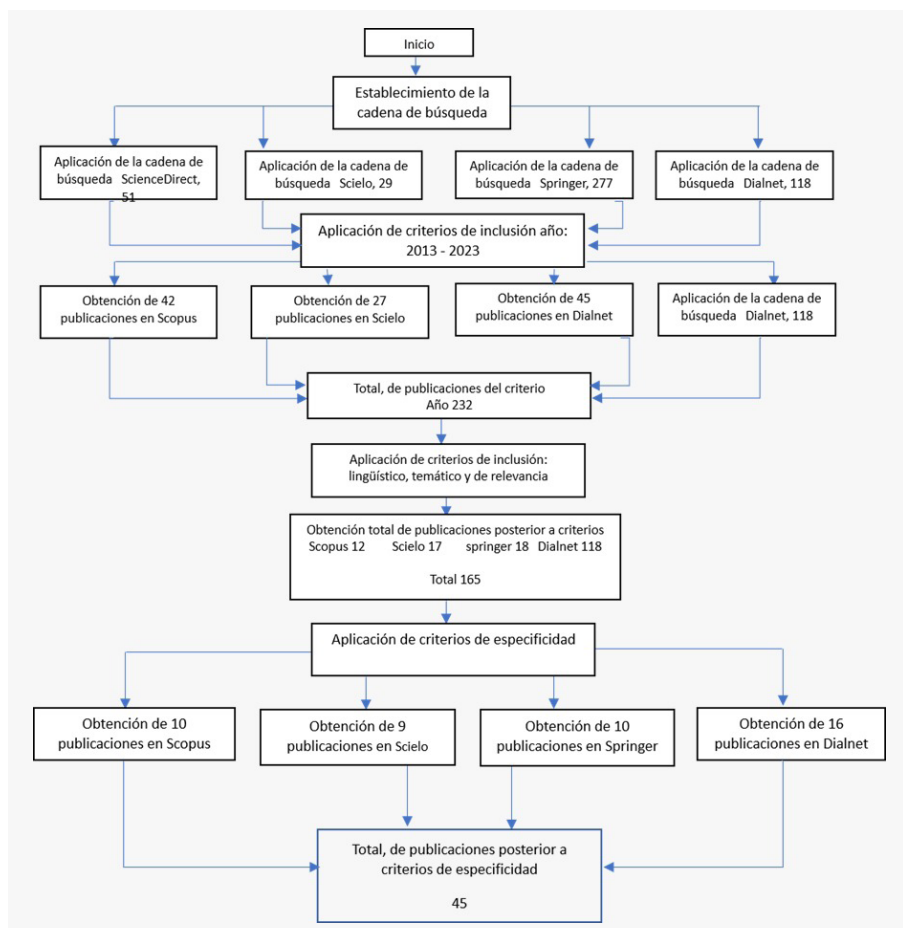 Inicio
Establecimiento de la
cadena de búsqueda
Aplicación de la cadena de
búsqueda ScienceDirect,
51
Aplicación de la cadena de
búsqueda Scielo, 29
Aplicación de la cadena de
búsqueda Springer, 277
Aplicación de la cadena de
búsqueda Dialnet, 118
Aplicación de criterios de inclusión año:
2013 - 2023
Obtención de 42
publicaciones en Scopus
Obtención de 27
publicaciones en Scielo
Obtención de 45
publicaciones en Dialnet
Aplicación de la cadena de
búsqueda Dialnet, 118
Total, de publicaciones del criterio
Año 232
Aplicación de criterios de inclusión:
lingüístico, temático y de relevancia
Obtención total de publicaciones posterior a criterios
Scopus 12 Scielo 17 springer 18 Dialnet 118
Total 165
Aplicación de criterios de especificidad
Obtención de 10
publicaciones en Scopus
Obtención de 9
publicaciones en Scielo
Obtención de 10
publicaciones en Springer
Obtención de 16
publicaciones en Dialnet
Total, de publicaciones posterior a
criterios de especificidad
45